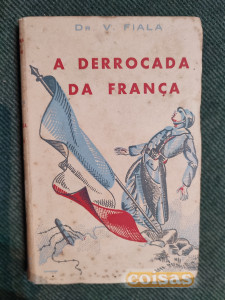 Dr V. FIALA
A DERROCADA
DA FRANÇA
coisas